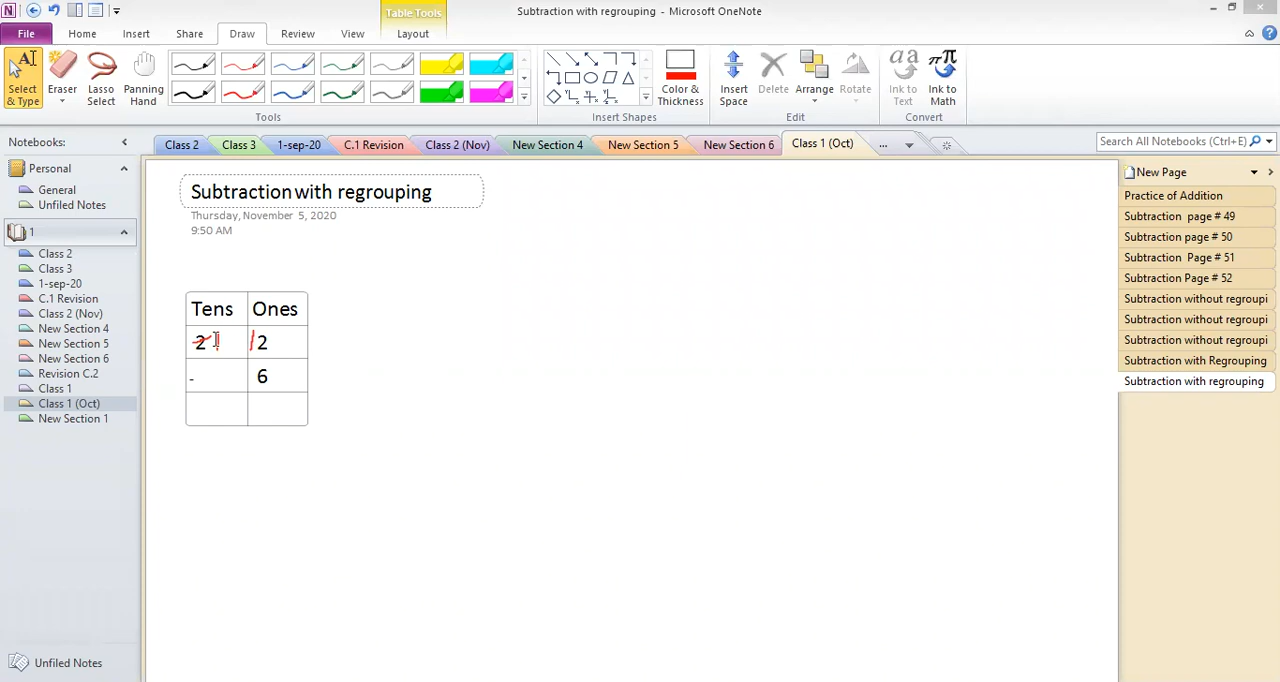 Table Tools
Subtraction with regrouping - Microsoft OneNote
File Home Insert Share Draw Review View Layout
Select & Type
Eraser
Lasso Select
Panning Hand
Color & Thickness
Insert Space
Delete
Arrange
Rotate
Ink to Text
Ink to Math
Tools
Insert Shapes
Edit
Convert
Notebooks:
Class 2 Class 3 1-sep-20 C.1 Revision Class 2 (Nov) New Section 4 New Section 5 New Section 6 Class 1 (Oct) ...
Search All Notebooks (Ctrl+E)
Personal
General
Unfiled Notes
1
Class 2
Class 3
1-sep-20
C.1 Revision
Class 2 (Nov)
New Section 4
New Section 5
New Section 6
Revision C.2
Class 1
Class 1 (Oct)
New Section 1
Unfiled Notes
Subtraction with regrouping
Thursday, November 5, 2020
9:50 AM
Tens Ones
2 1 12
- 6
New Page
Practice of Addition
Subtraction page # 49
Subtraction page # 50
Subtraction Page # 51
Subtraction Page # 52
Subtraction without regroupi
Subtraction without regroupi
Subtraction without regroupi
Subtraction with Regrouping
Subtraction with regrouping